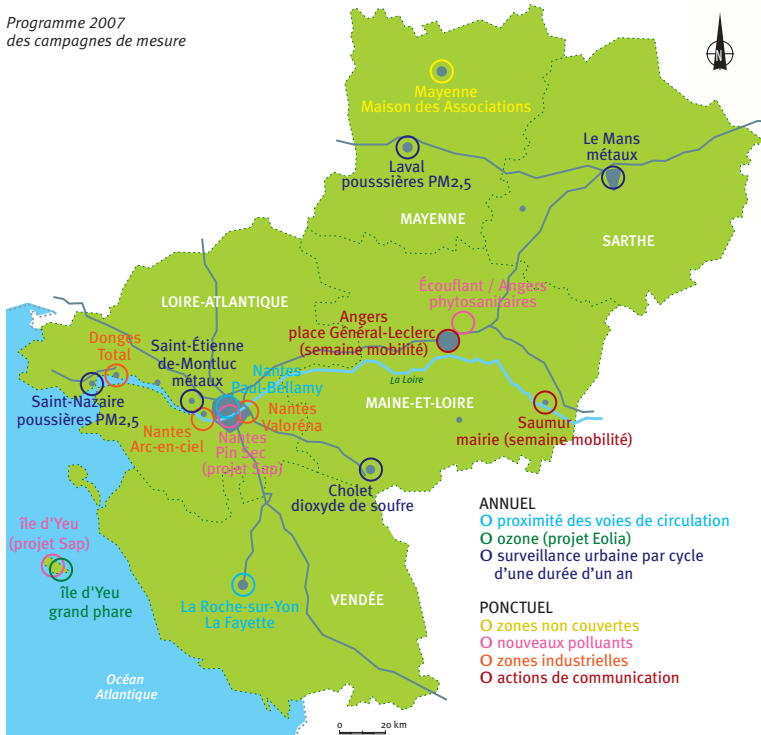 Programme 2007
des campagnes de mesure
N
Mayenne
Maison des Associations
Laval
pousssières PM2,5
Le Mans
métaux
MAYENNE
SARTHE
Écouflant / Angers
phytosanitaires
LOIRE-ATLANTIQUE
Angers
place Général-Leclerc
(semaine mobilité)
Donges
Total
Saint-Étienne
de-Montluc
métaux
Nantes
Paul-Bellamy
La Loire
Saint-Nazaire
poussières PM2,5
Nantes
Arc-en-ciel
Nantes
Pin Sec
(projet Sap)
Nantes
Valoréna
MAINE-ET-LOIRE
Saumur
mairie (semaine mobilité)
Cholet
dioxyde de soufre
île d'Yeu
(projet Sap)
île d'Yeu
grand phare
La Roche-sur-Yon
La Fayette
VENDÉE
Océan
Atlantique
ANNUEL
O proximité des voies de circulation
O ozone (projet Eolia)
O surveillance urbaine par cycle
d'une durée d'un an
PONCTUEL
O zones non couvertes
O nouveaux polluants
O zones industrielles
O actions de communication
0 20 km